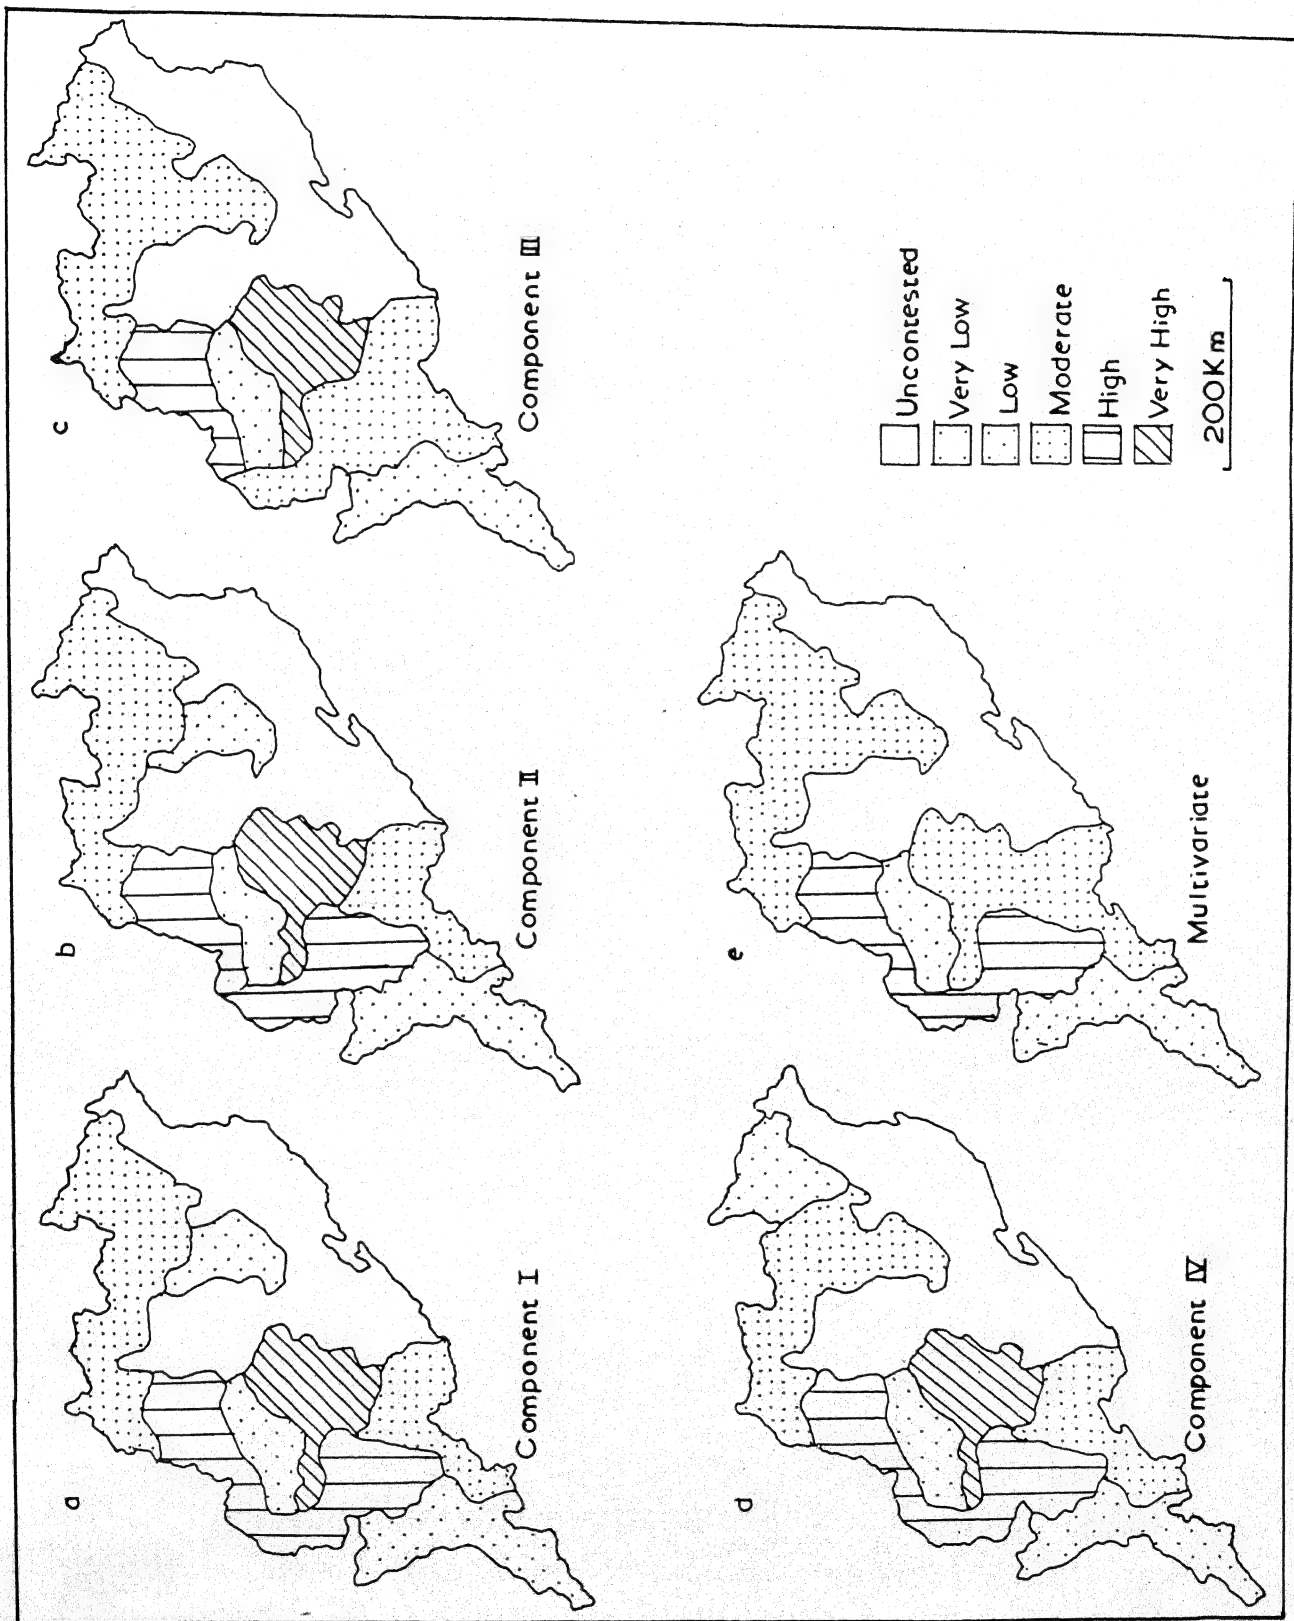 a
Component I
b
Component II
c
Component III
d
Component IV
e
Multivariate
Uncontested
Very Low
Low
Moderate
High
Very High
200Km